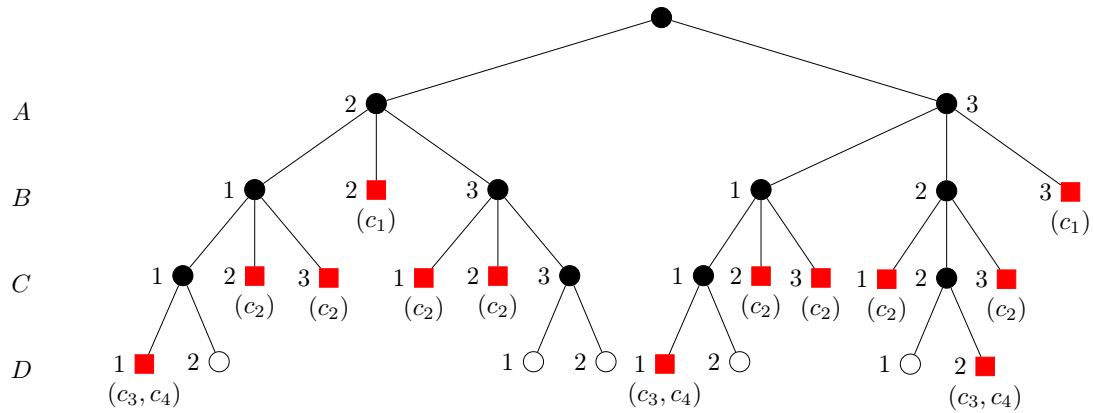 A 2 3
B 1 2 3 1 2 3
(c₁) (c₁)
C 1 2 3 1 2 3 1 2 3 1 2 3
(c₂) (c₂) (c₂) (c₂) (c₂) (c₂) (c₂) (c₂)
D 1 2 1 2 1 2 1 2
(c₃, c₄) (c₃, c₄) (c₃, c₄)